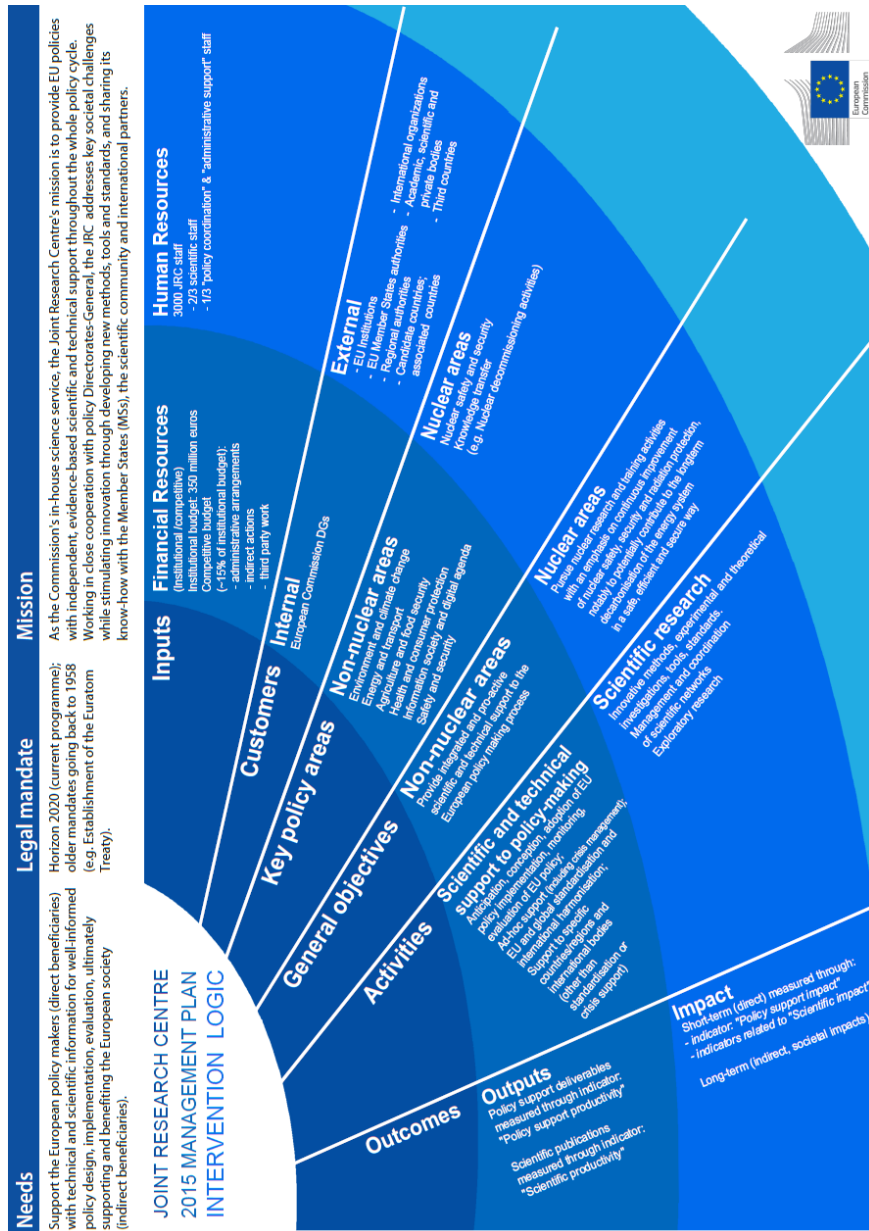 Needs
Support the European policy makers (direct beneficiaries)
with technical and scientific information for well-informed
policy design, implementation, evaluation, ultimately
supporting and benefiting the European society
(indirect beneficiaries).
Legal mandate
Horizon 2020 (current programme);
older mandates going back to 1958
(e.g. Establishment of the Euratom
Treaty).
Mission
As the Commission's in-house science service, the Joint Research Centre's mission is to provide EU policies
with independent, evidence-based scientific and technical support throughout the whole policy cycle.
Working in close cooperation with policy Directorates-General, the JRC addresses key societal challenges
while stimulating innovation through developing new methods, tools and standards, and sharing its
know-how with the Member States (MSs), the scientific community and international partners.
JOINT RESEARCH CENTRE
2015 MANAGEMENT PLAN
INTERVENTION LOGIC
Inputs
Financial Resources
(Institutional /competitive)
Institutional budget: 350 million euros
Competitive budget
(~15% of institutional budget):
- administrative arrangements
- indirect actions
- third party work
Human Resources
3000 JRC staff
- 2/3 scientific staff
- 1/3 "policy coordination" & "administrative support" staff
Customers
Internal
European Commission DGs
External
- EU Institutions
- EU Member States authorities
- Regional authorities
- Candidate countries;
associated countries
- International organizations
- Academic, scientific and
private bodies
- Third countries
Key policy areas
Non-nuclear areas
Environment and climate change
Energy and transport
Agriculture and food security
Health and consumer protection
Information society and digital agenda
Safety and security
Nuclear areas
Nuclear safety and security
Knowledge transfer
(e.g. Nuclear decommissioning activities)
General objectives
Non-nuclear areas
Provide integrated and pro-active
scientific and technical support to the
European policy making process
Nuclear areas
Pursue nuclear research and training activities
with an emphasis on continuous improvement
of nuclear safety, security and radiation protection,
notably to potentially contribute to the longterm
decarbonisation of the energy system
in a safe, efficient and secure way
Activities
Scientific and technical
support to policy-making
Anticipation, conception, adoption of EU
policy implementation, monitoring,
evaluation of EU policy;
Ad-hoc support (including crisis management);
EU and global standardisation and
international harmonisation;
Support to specific
countries/regions and
international bodies
(other than
standardisation or
crisis support)
Scientific research
Innovative methods, experimental and theoretical
investigations, tools, standards.
Management and coordination
of scientific networks
Exploratory research
Outcomes
Outputs
Policy support deliverables
measured through indicator:
"Policy support productivity"
Scientific publications
measured through indicator:
"Scientific productivity"
Impact
Short-term (direct) measured through:
- indicator: "Policy support impact"
- indicators related to "Scientific impact"
Long-term (indirect, societal impacts)
European
Commission